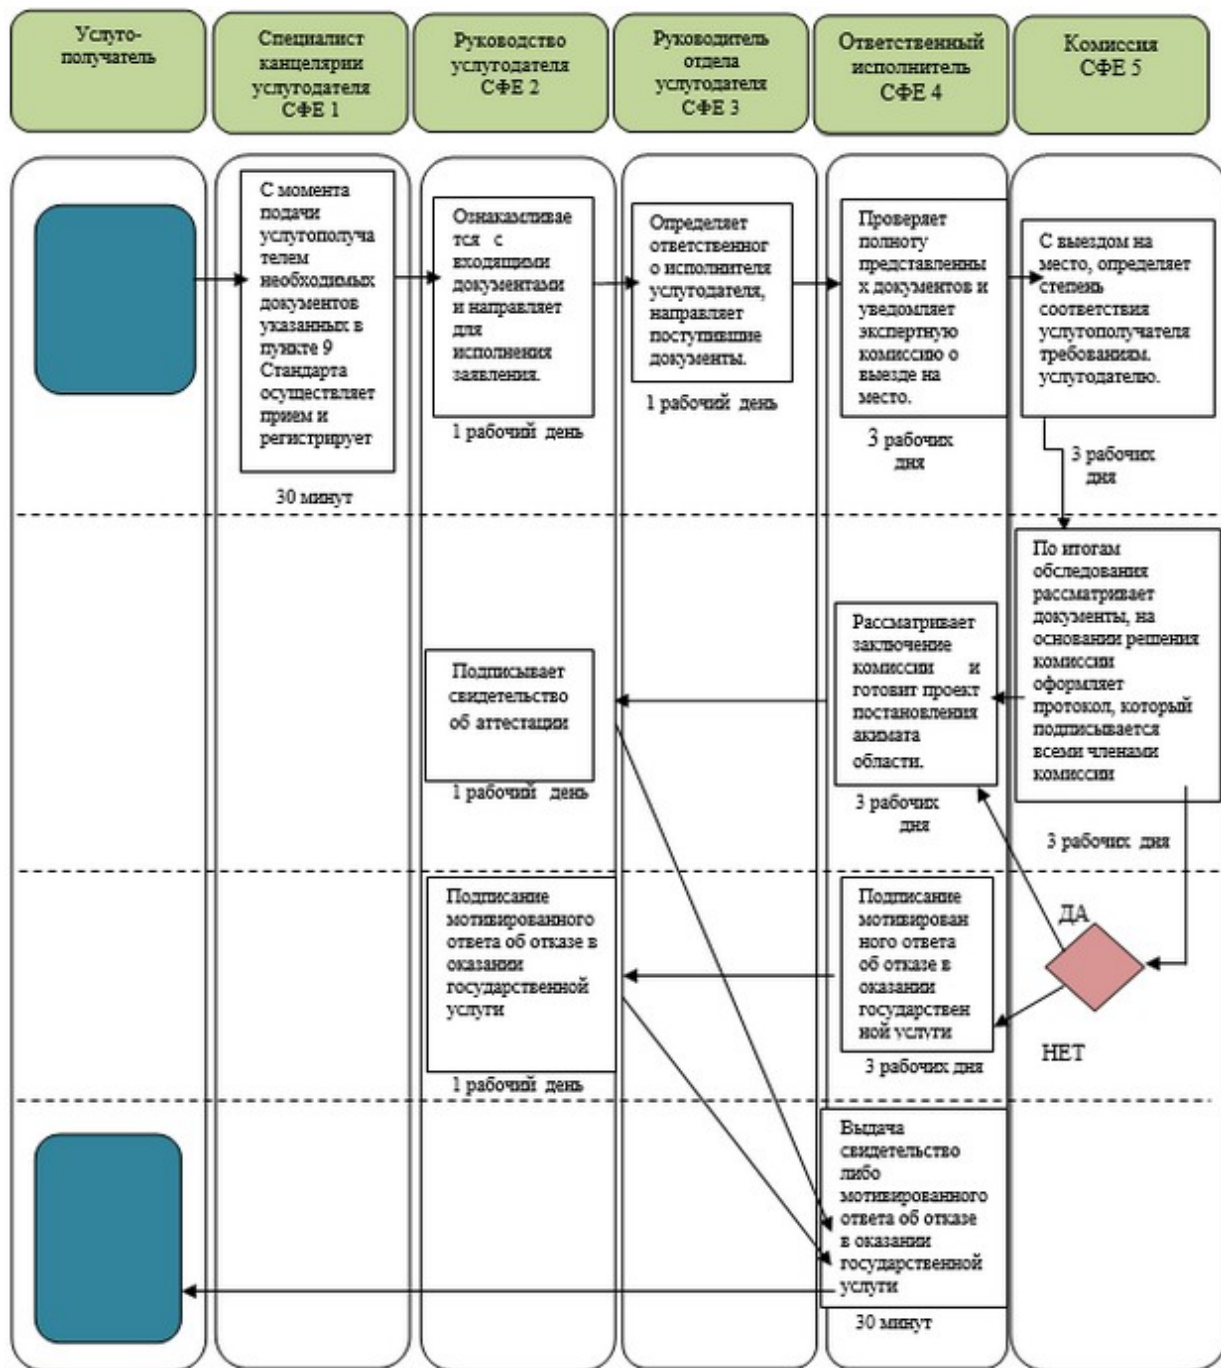 Услуго-
получатель
Специалист
канцелярии
услугодателя
СФЕ 1
Руководство
услугодателя
СФЕ 2
Руководитель
отдела
услугодателя
СФЕ 3
Ответственный
исполнитель
СФЕ 4
Комиссия
СФЕ 5
С момента
подачи
услугополуча
телем
необходимых
документов
указанных в
пункте 9
Стандарта
осуществляет
прием и
регистрирует
30 минут
Ознакамливае
тся с
входящими
документами
и направляет
для
исполнения
заявления.
1 рабочий день
Определяет
ответственног
о исполнителя
услугодателя,
направляет
поступившие
документы.
1 рабочий день
Проверяет
полноту
представленны
х документов и
уведомляет
экспертную
комиссию о
выезде на
место.
3 рабочих
дня
С выездом на
место, определяет
степень
соответствия
услугополучателя
требованиям.
услугодателю.
3 рабочих
дня
Подписывает
свидетельство
об аттестации
1 рабочий день
Рассматривает
заключение
комиссии и
готовит проект
постановления
акимата
области.
3 рабочих
дня
По итогам
обследования
рассматривает
документы, на
основании решения
комиссии
оформляет
протокол, который
подписывается
всеми членами
комиссии
3 рабочих дня
Подписание
мотивированного
ответа об отказе в
оказании
государственной
услуги
1 рабочий день
Подписание
мотивирован
ного ответа
об отказе в
оказании
государствен
ной услуги
3 рабочих дня
ДА
НЕТ
Выдача
свидетельство
либо
мотивированного
ответа об отказе
в оказании
государственной
услуги
30 минут